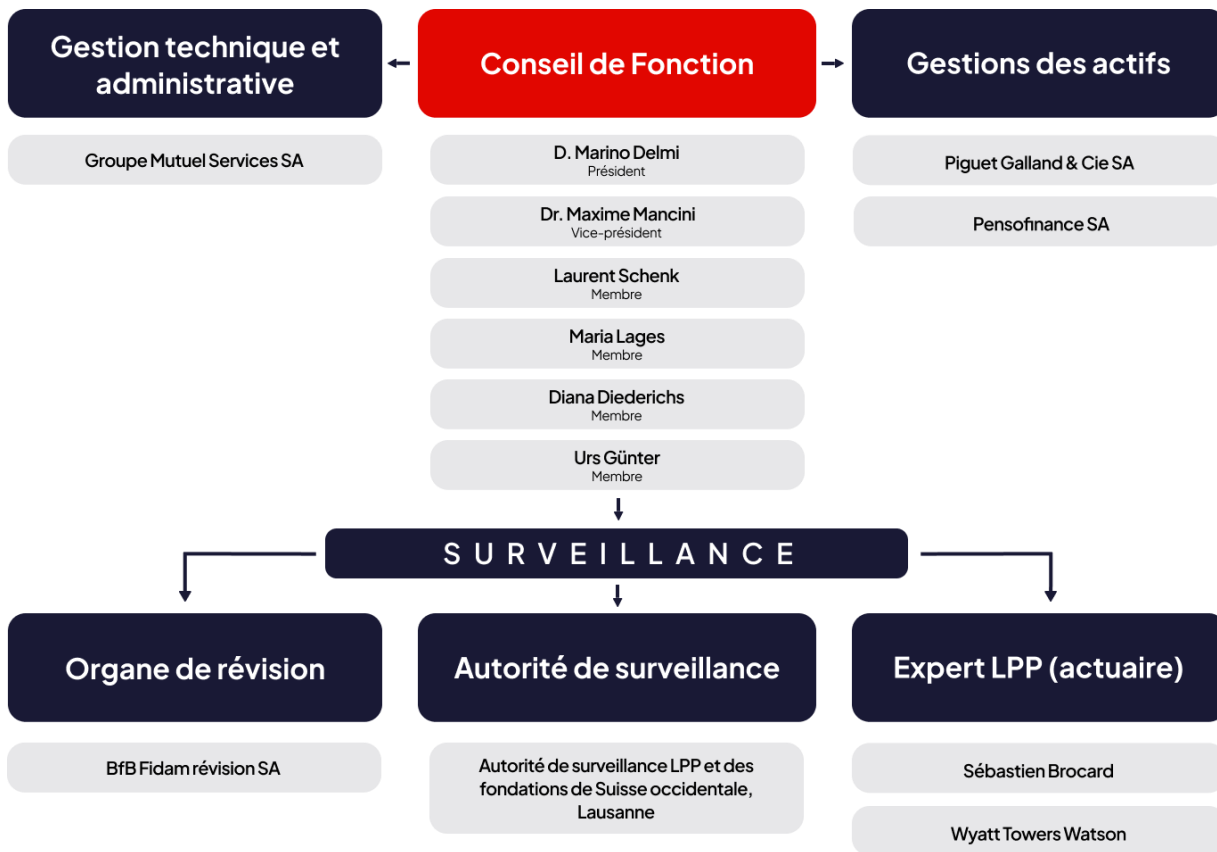 Gestion technique et
administrative
Conseil de Fonction
Gestions des actifs
Groupe Mutuel Services SA
D. Marino Delmi
Président
Dr. Maxime Mancini
Vice-président
Laurent Schenk
Membre
Maria Lages
Membre
Diana Diederichs
Membre
Urs Günter
Membre
Piguet Galland & Cie SA
Pensofinance SA
SURVEILLANCE
Organe de révision
Autorité de surveillance
Expert LPP (actuaire)
BfB Fidam révision SA
Autorité de surveillance LPP et des
fondations de Suisse occidentale,
Lausanne
Sébastien Brocard
Wyatt Towers Watson